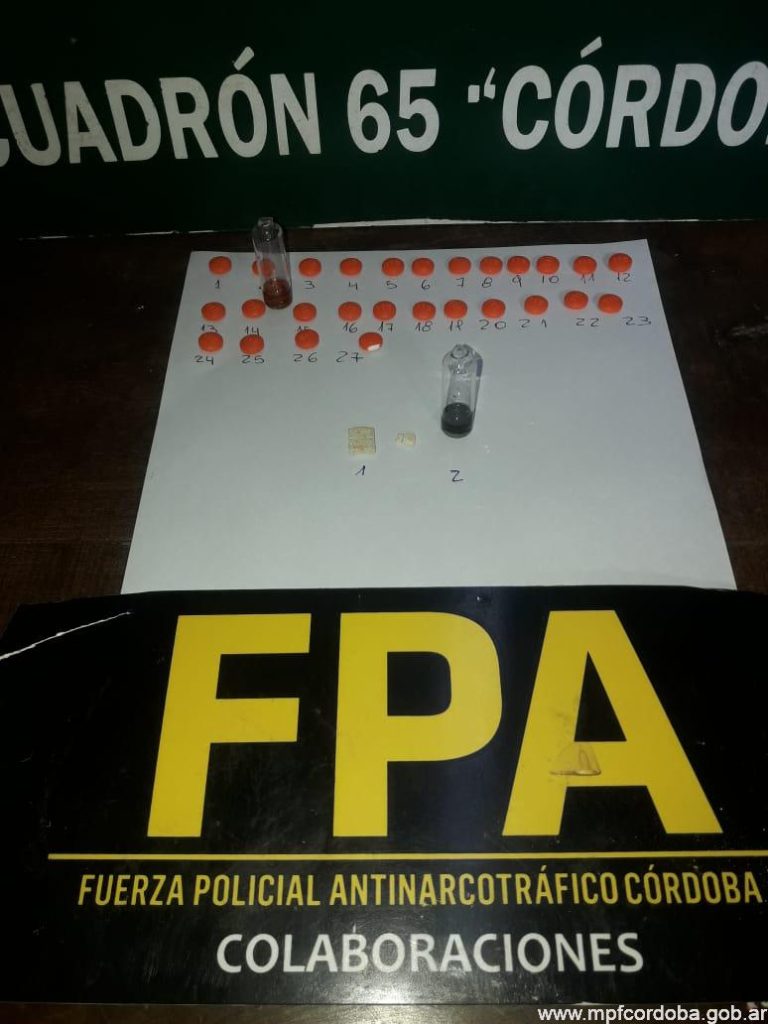 CUADRÓN 65 "CÓRDO
1 3 4 5 6 7 8 9 10 11 12
13 14 15 16 17 18 19 20 21 22 23
24 25 26 27
1 2
FPA
FUERZA POLICIAL ANTINARCOTRÁFICO CÓRDOBA
COLABORACIONES
www.mpfcordoba.gob.ar